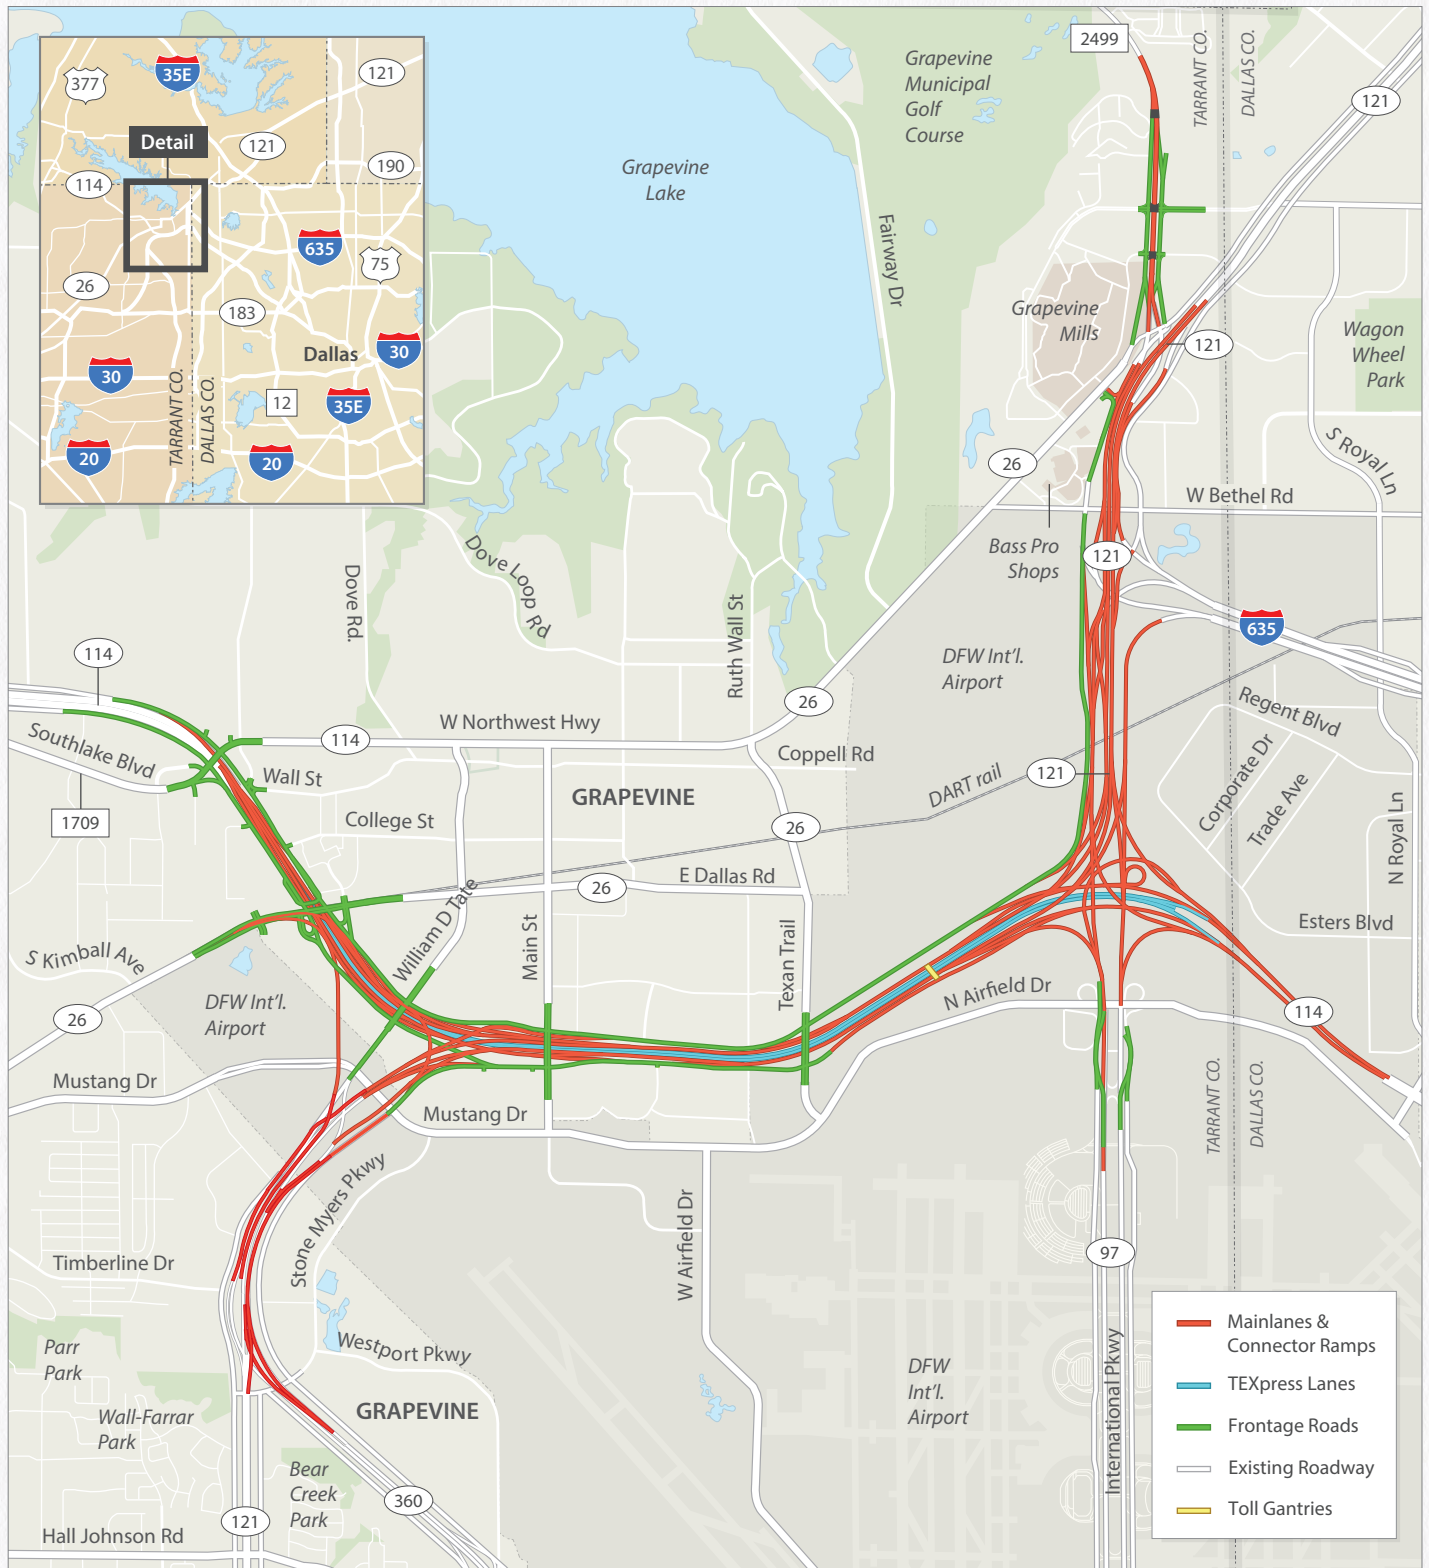 377
35E
121
Detail
121
190
114
635
75
26
183
Dallas
30
30
12
35E
TARRANT CO.
DALLAS CO.
20
20
2499
TARRANT CO.
DALLAS CO.
121
Grapevine
Municipal
Golf
Course
Grapevine
Lake
Fairway Dr
Grapevine
Mills
121
Wagon
Wheel
Park
26
S Royal Ln
W Bethel Rd
Bass Pro
Shops
121
Dove Loop Rd
Dove Rd.
Ruth Wall St
635
DFW Int'l.
Airport
114
26
Regent Blvd
W Northwest Hwy
114
Southlake Blvd
Coppell Rd
Wall St
121
DART rail
Corporate Dr
Trade Ave
GRAPEVINE
1709
College St
26
N Royal Ln
E Dallas Rd
26
William D Tate
Main St
Texan Trail
Esters Blvd
S Kimball Ave
N Airfield Dr
DFW Int'l.
Airport
26
114
Mustang Dr
Mustang Dr
TARRANT CO.
DALLAS CO.
Stone Myers Pkwy
W Airfield Dr
97
Timberline Dr
Parr
Park
Westport Pkwy
International Pkwy
DFW
Int'l.
Airport
Wall-Farrar
Park
GRAPEVINE
Bear
Creek
Park
360
121
Hall Johnson Rd
Mainlanes &
Connector Ramps
TEXpress Lanes
Frontage Roads
Existing Roadway
Toll Gantries